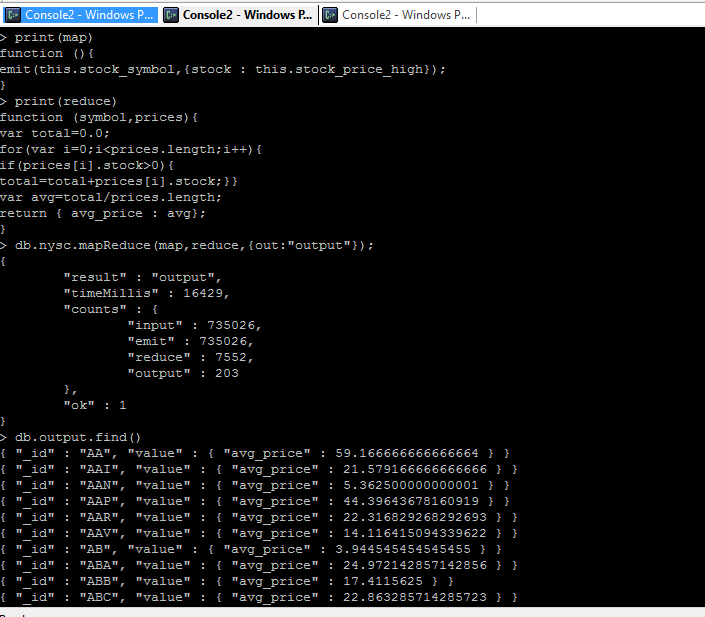 Console2 - Windows P... Console2 - Windows P... Console2 - Windows P...
> print(map)
function (){
emit(this.stock_symbol,{stock : this.stock_price_high});
}
> print(reduce)
function (symbol,prices){
var total=0.0;
for(var i=0;i<prices.length;i++){
if(prices[i].stock>0){
total=total+prices[i].stock;}}
var avg=total/prices.length;
return { avg_price : avg};
}
> db.nysc.mapReduce(map,reduce,{out:"output"});
{
"result" : "output",
"timeMillis" : 16429,
"counts" : {
"input" : 735026,
"emit" : 735026,
"reduce" : 7552,
"output" : 203
},
"ok" : 1
}
> db.output.find()
{ "_id" : "AA", "value" : { "avg_price" : 59.166666666666664 } }
{ "_id" : "AAI", "value" : { "avg_price" : 21.579166666666666 } }
{ "_id" : "AAN", "value" : { "avg_price" : 5.362500000000001 } }
{ "_id" : "AAP", "value" : { "avg_price" : 44.39643678160919 } }
{ "_id" : "AAR", "value" : { "avg_price" : 22.316829268292693 } }
{ "_id" : "AAV", "value" : { "avg_price" : 14.116415094339622 } }
{ "_id" : "AB", "value" : { "avg_price" : 3.944545454545455 } }
{ "_id" : "ABA", "value" : { "avg_price" : 24.972142857142856 } }
{ "_id" : "ABB", "value" : { "avg_price" : 17.4115625 } }
{ "_id" : "ABC", "value" : { "avg_price" : 22.863285714285723 } }